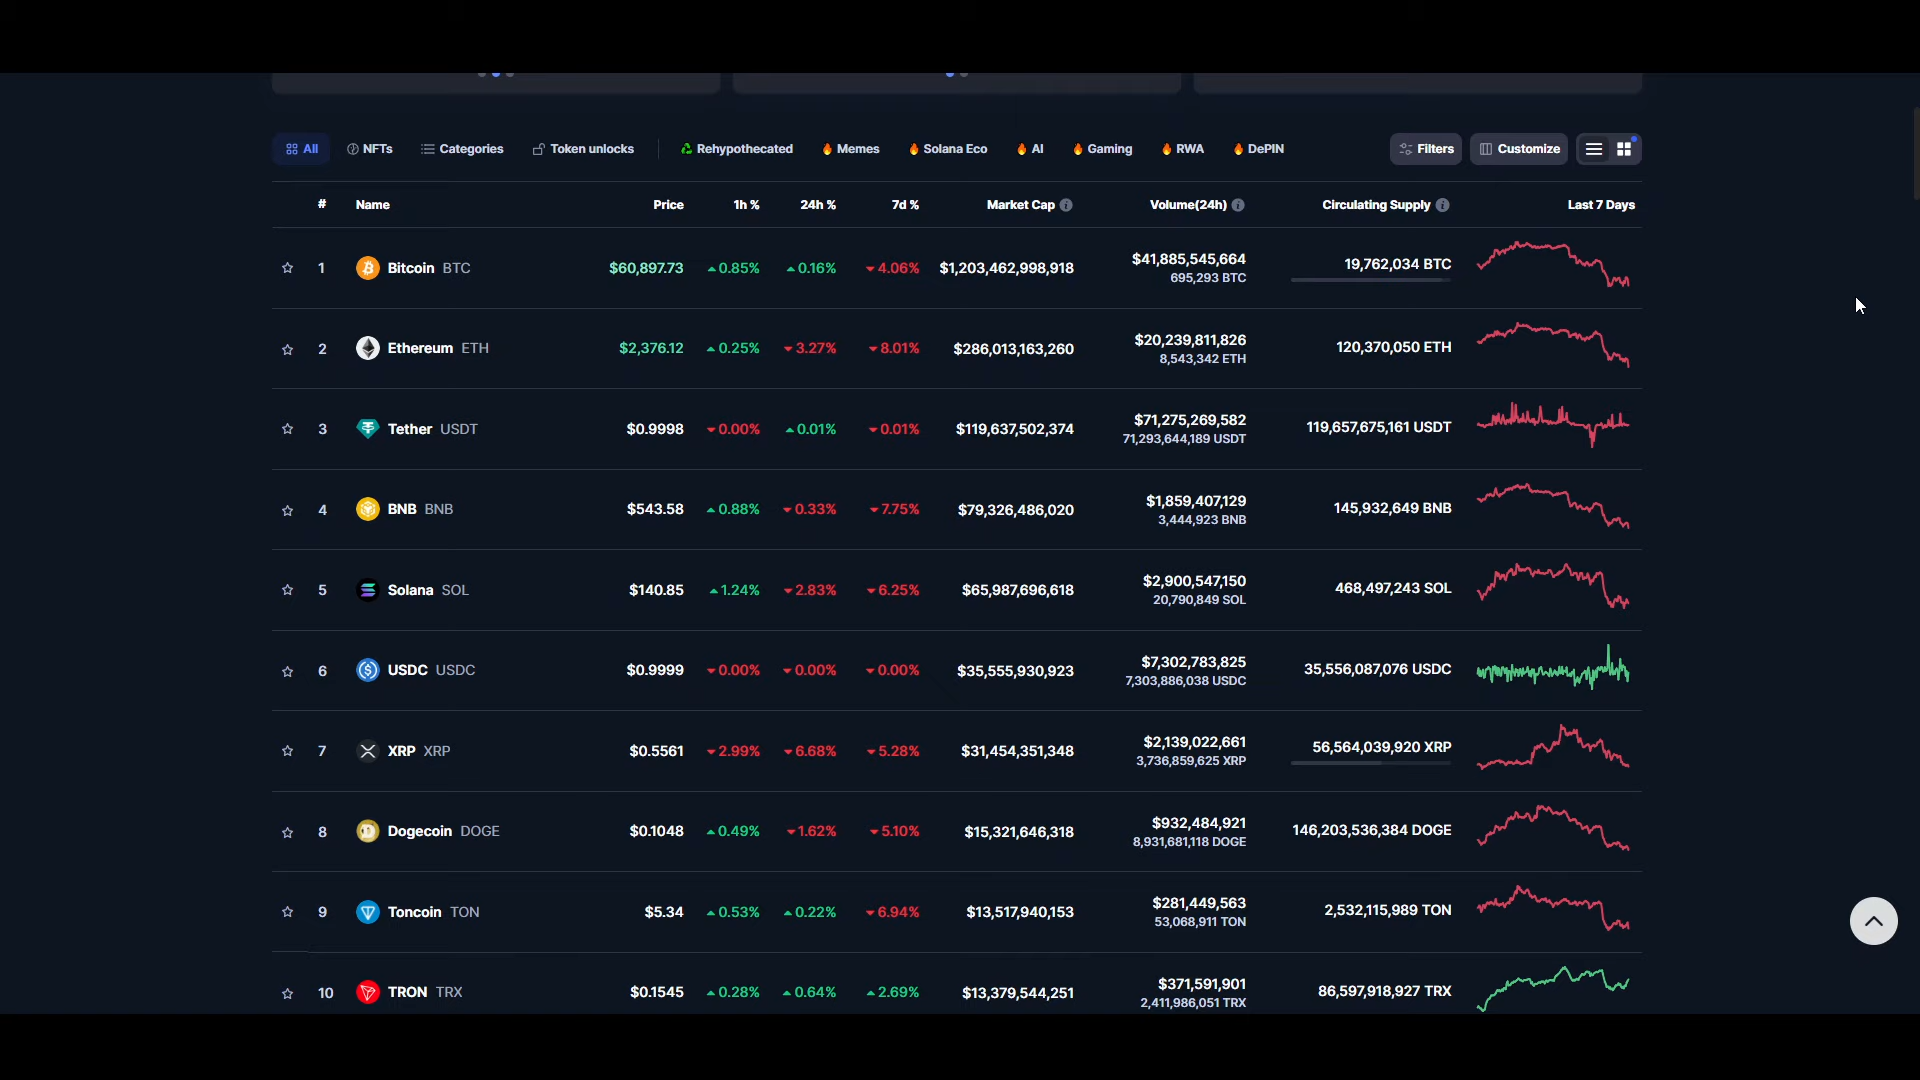 All NFTs Categories Token unlocks Rehypothecated Memes Solana Eco AI Gaming RWA DePIN Filters Customize
# Name Price 1h % 24h % 7d % Market Cap Volume(24h) Circulating Supply Last 7 Days
1 Bitcoin BTC $60,897.73 0.85% 0.16% 4.06% $1,203,462,998,918 $41,885,545,664 19,762,034 BTC
695,293 BTC
2 Ethereum ETH $2,376.12 0.25% 3.27% 8.01% $286,013,163,260 $20,239,811,826 120,370,050 ETH
8,543,342 ETH
3 Tether USDT $0.9998 0.00% 0.01% 0.01% $119,637,502,374 $71,275,269,582 119,657,675,161 USDT
71,293,644,189 USDT
4 BNB BNB $543.58 0.88% 0.33% 7.75% $79,326,486,020 $1,859,407,129 145,932,649 BNB
3,444,923 BNB
5 Solana SOL $140.85 1.24% 2.83% 6.25% $65,987,696,618 $2,900,547,150 468,497,243 SOL
20,790,849 SOL
6 USDC USDC $0.9999 0.00% 0.00% 0.00% $35,555,930,923 $7,302,783,825 35,556,087,076 USDC
7,303,886,038 USDC
7 XRP XRP $0.5561 2.99% 6.68% 5.28% $31,454,351,348 $2,139,022,661 56,564,039,920 XRP
3,736,859,625 XRP
8 Dogecoin DOGE $0.1048 0.49% 1.62% 5.10% $15,321,646,318 $932,484,921 146,203,536,384 DOGE
8,931,681,118 DOGE
9 Toncoin TON $5.34 0.53% 0.22% 6.94% $13,517,940,153 $281,449,563 2,532,115,989 TON
53,068,911 TON
10 TRON TRX $0.1545 0.28% 0.64% 2.69% $13,379,544,251 $371,591,901 86,597,918,927 TRX
2,411,986,051 TRX